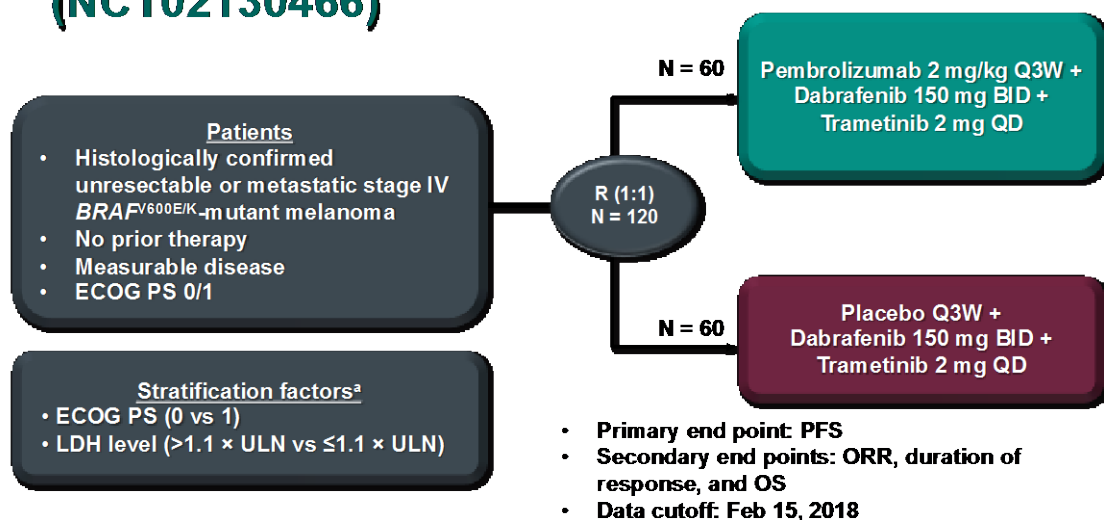 (NCT02130466)
Patients
• Histologically confirmed
unresectable or metastatic stage IV
BRAFV600E/K-mutant melanoma
• No prior therapy
• Measurable disease
• ECOG PS 0/1
Stratification factorsª
• ECOG PS (0 vs 1)
• LDH level (>1.1 × ULN vs ≤1.1 × ULN)
R (1:1)
N = 120
N = 60
Pembrolizumab 2 mg/kg Q3W +
Dabrafenib 150 mg BID +
Trametinib 2 mg QD
N = 60
Placebo Q3W +
Dabrafenib 150 mg BID +
Trametinib 2 mg QD
• Primary end point: PFS
• Secondary end points: ORR, duration of
response, and OS
• Data cutoff: Feb 15, 2018